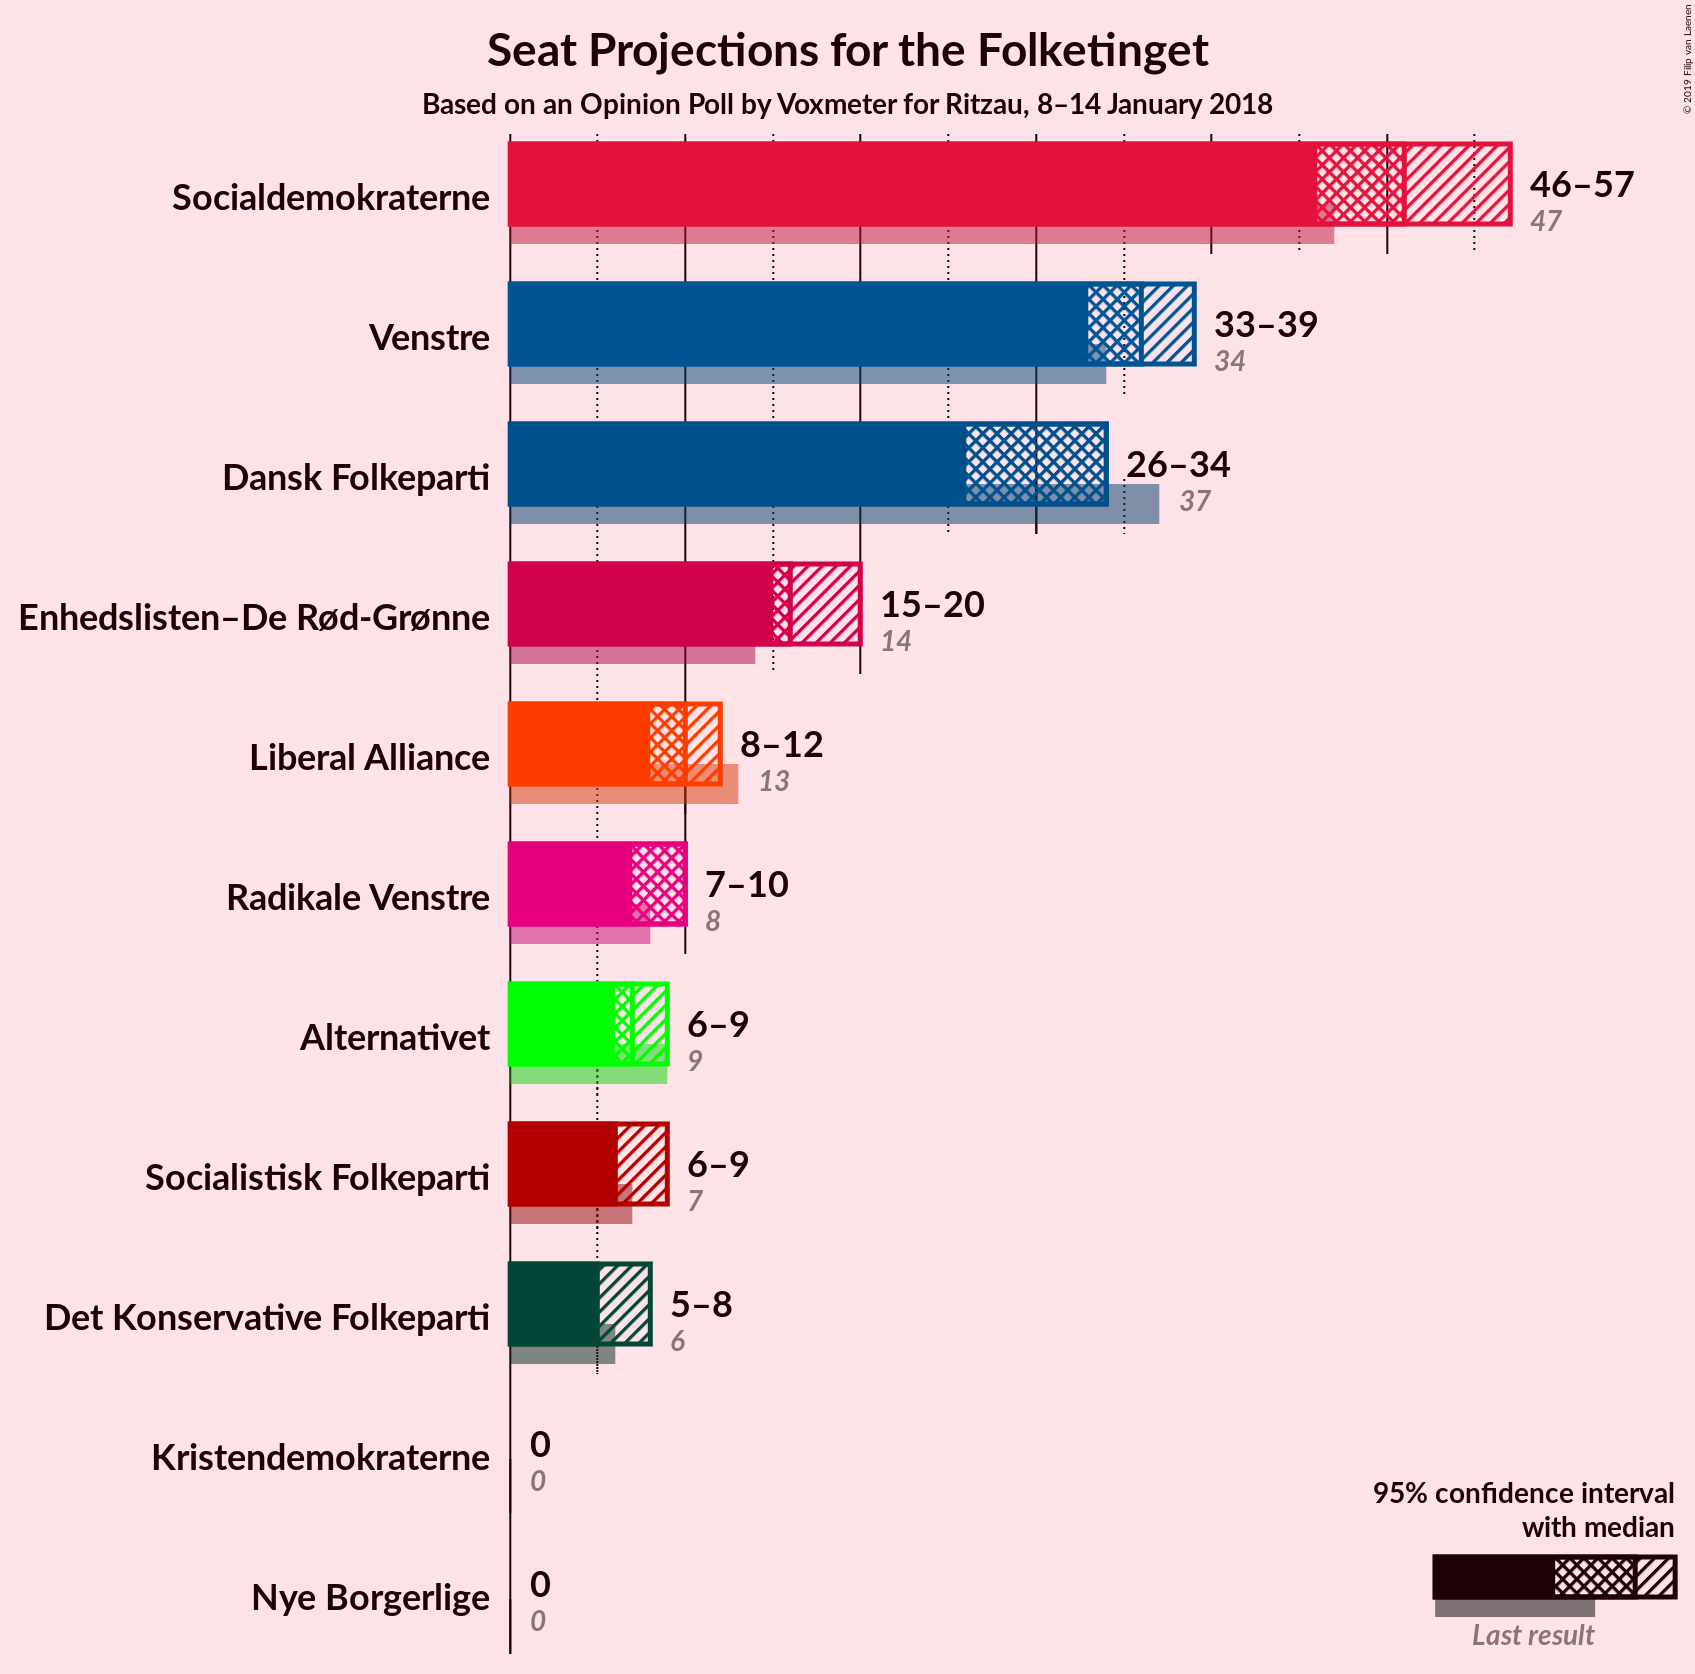 Seat Projections for the Folketinget
Based on an Opinion Poll by Voxmeter for Ritzau, 8–14 January 2018
© 2019 Filip van Laenen
Socialdemokraterne
46–57
47
Venstre
33–39
34
Dansk Folkeparti
26–34
37
Enhedslisten–De Rød-Grønne
15–20
14
Liberal Alliance
8–12
13
Radikale Venstre
7–10
8
Alternativet
6–9
9
Socialistisk Folkeparti
6–9
7
Det Konservative Folkeparti
5–8
6
Kristendemokraterne
0
0
Nye Borgerlige
0
0
95% confidence interval
with median
Last result